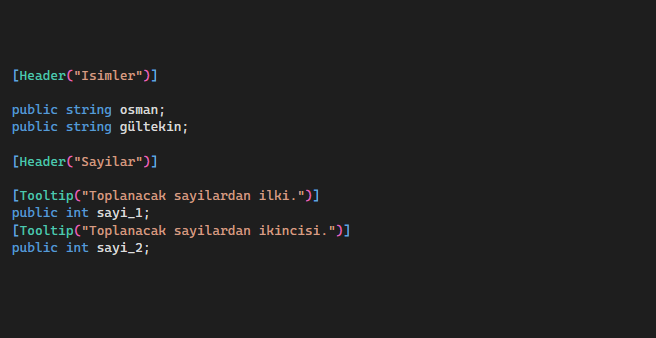 [Header("Isimler")]
public string osman;
public string gültekin;
[Header("Sayilar")]
[Tooltip("Toplanacak sayilardan ilki.")]
public int sayi_1;
[Tooltip("Toplanacak sayilardan ikincisi.")]
public int sayi_2;